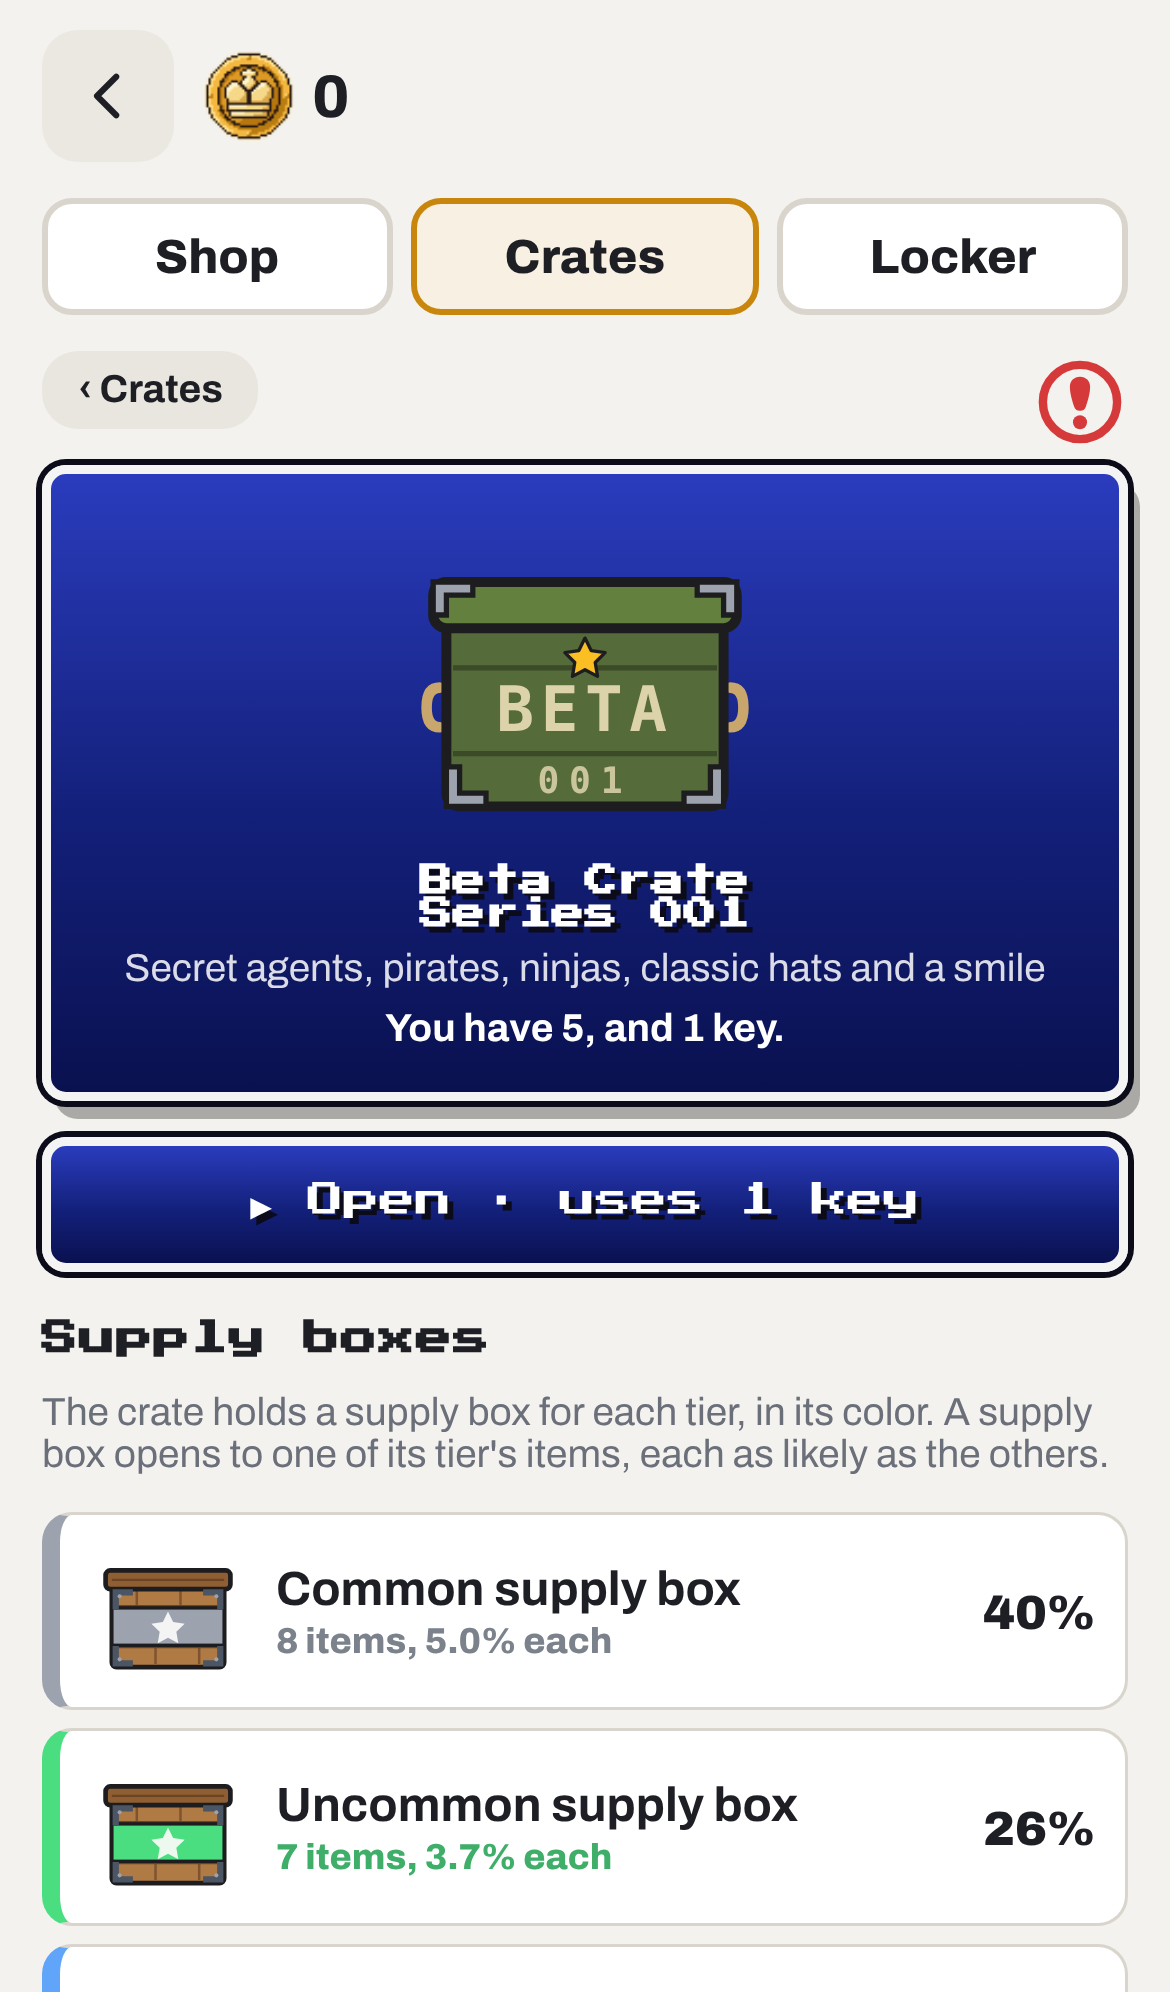 0
Shop
Crates
Locker
‹ Crates
BETA
001
Beta Crate
Series 001
Secret agents, pirates, ninjas, classic hats and a smile
You have 5, and 1 key.
▶ Open · uses 1 key
Supply boxes
The crate holds a supply box for each tier, in its color. A supply
box opens to one of its tier's items, each as likely as the others.
Common supply box
8 items, 5.0% each
40%
Uncommon supply box
7 items, 3.7% each
26%